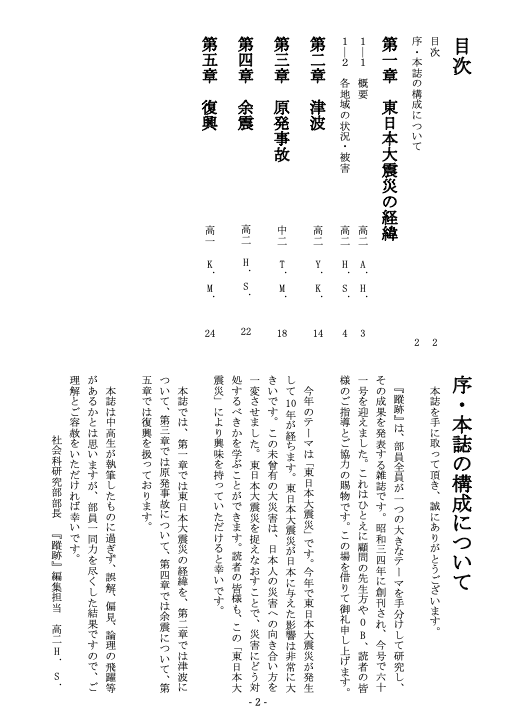 目次
目次 2
序・本誌の構成について 2
第一章 東日本大震災の経緯
1―1 概要 高二 A.H. 3
1―2 各地域の状況・被害 高二 H.S. 4
第二章 津波 高二 Y.K. 14
第三章 原発事故 中二 T.M. 18
第四章 余震 高二 H.S. 22
第五章 復興 高一 K.M. 24
序・本誌の構成について
本誌を手に取って頂き、誠にありがとうございます。
『蹤跡』は、部員全員が一つの大きなテーマを手分けして研究し、
その成果を発表する雑誌です。昭和三四年に創刊され、今号で六十
一号を迎えました。これはひとえに顧問の先生方やOB、読者の皆
様のご指導とご協力の賜物です。この場を借りて御礼申し上げます。
今年のテーマは「東日本大震災」です。今年で東日本大震災が発生
して10年が経ちます。東日本大震災が日本に与えた影響は非常に大
きいです。この未曾有の大災害は、日本人の災害への向き合い方を
一変させました。東日本大震災を捉えなおすことで、災害にどう対
処するべきかを学ぶことができます。読者の皆様も、この「東日本大
震災」により興味を持っていただけると幸いです。
本誌では、第一章では東日本大震災の経緯を、第二章では津波に
ついて、第三章では原発事故について、第四章では余震について、第
五章では復興を扱っております。
本誌は中高生が執筆したものに過ぎず、誤解、偏見、論理の飛躍等
があるかとは思いますが、部員一同力を尽くした結果ですので、ご
理解とご容赦をいただければ幸いです。
社会科研究部部長 『蹤跡』編集担当 高二H.S.
- 2 -